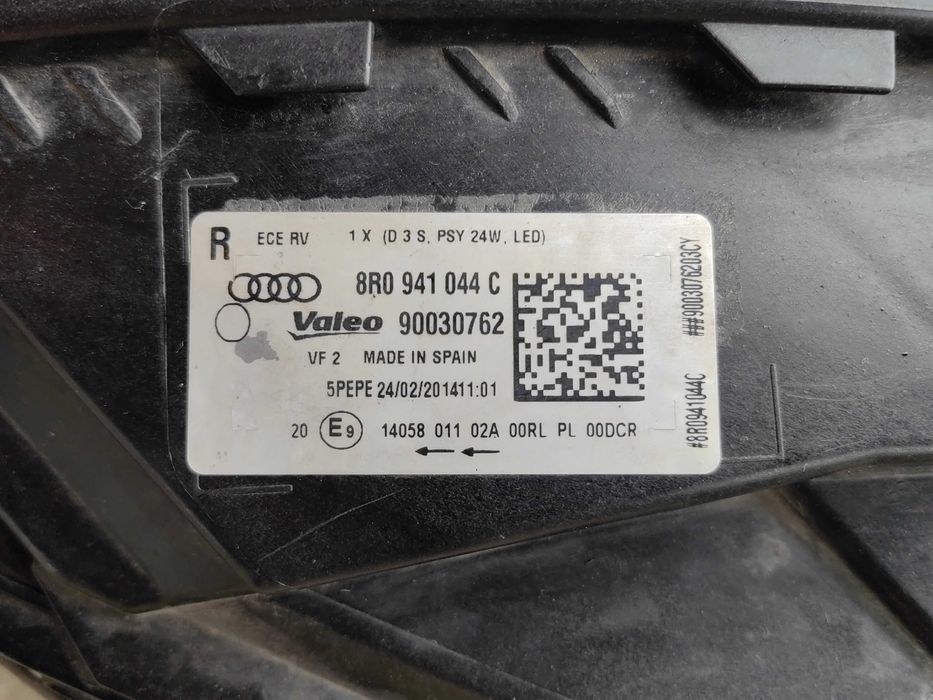 R ECE RV 1 X (D 3 S, PSY 24W, LED)
8R0 941 044 C
Valeo 90030762
VF 2 MADE IN SPAIN
5PEPE 24/02/201411:01
20 E9 14058 011 02A 00RL PL 00DCR
#8R0941044C ###9003076203CY